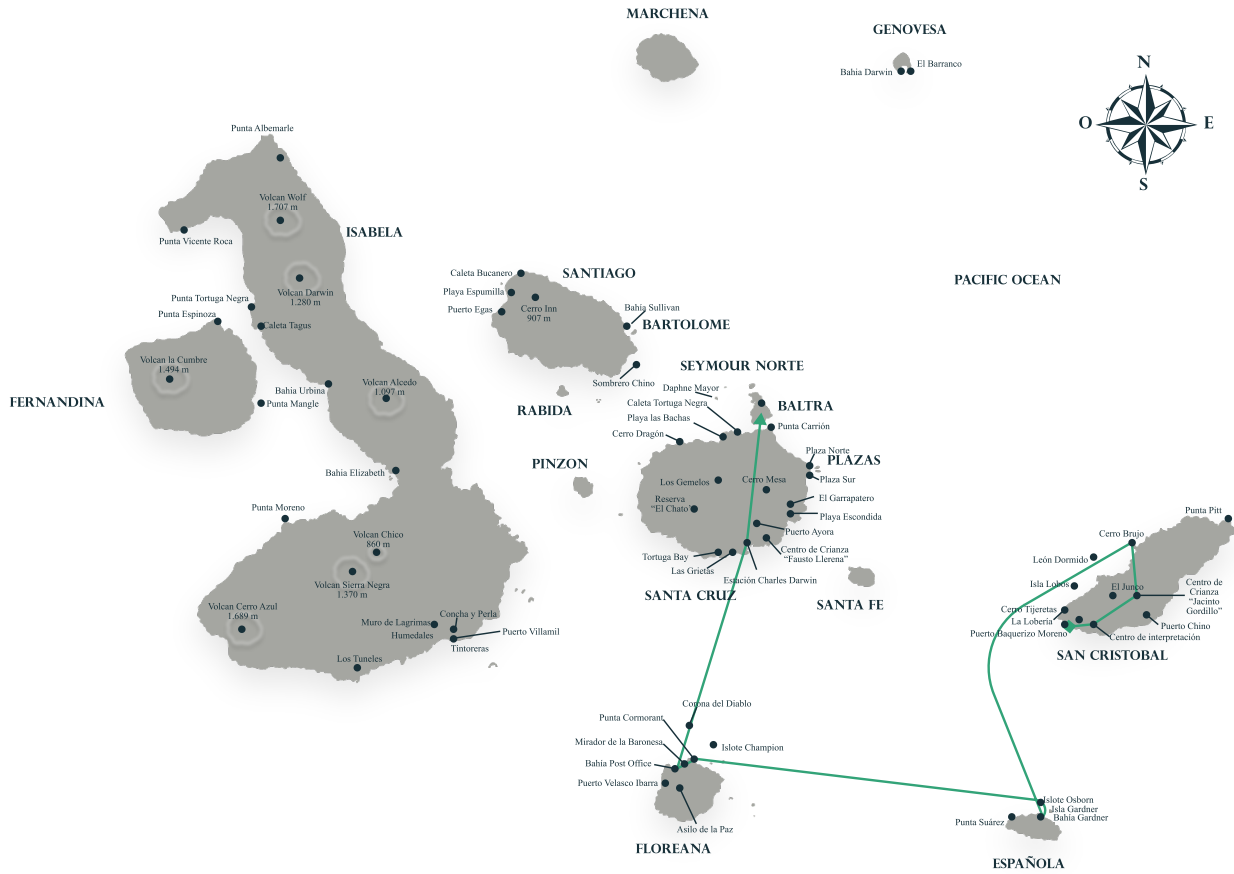 MARCHENA
GENOVESA
Bahia Darwin
El Barranco
N
O
E
S
Punta Albemarle
Volcan Wolf
1.707 m
ISABELA
Punta Vicente Roca
Volcan Darwin
1.280 m
Punta Tortuga Negra
Punta Espinoza
Caleta Tagus
Volcan la Cumbre
1.494 m
FERNANDINA
Bahia Urbina
Punta Mangle
Volcan Alcedo
1.097 m
Bahia Elizabeth
Punta Moreno
Volcan Chico
860 m
Volcan Sierra Negra
1.370 m
Volcan Cerro Azul
1.689 m
Concha y Perla
Muro de Lagrimas
Humedales
Puerto Villamil
Tintoreras
Los Tuneles
Caleta Bucanero
SANTIAGO
Playa Espumilla
Puerto Egas
Cerro Inn
907 m
Bahía Sullivan
BARTOLOME
Sombrero Chino
RABIDA
PINZON
PACIFIC OCEAN
SEYMOUR NORTE
Daphne Mayor
Caleta Tortuga Negra
BALTRA
Playa las Bachas
Punta Carrión
Cerro Dragón
Plaza Norte
PLAZAS
Plaza Sur
Los Gemelos
Cerro Mesa
Reserva
“El Chato”
El Garrapatero
Playa Escondida
Puerto Ayora
Centro de Crianza
“Fausto Llerena”
Tortuga Bay
Las Grietas
Estación Charles Darwin
SANTA CRUZ
SANTA FE
Punta Pitt
Cerro Brujo
León Dormido
Isla Lobos
El Junco
Centro de
Crianza
“Jacinto
Gordillo”
Cerro Tijeretas
La Lobería
Puerto Baquerizo Moreno
Puerto Chino
Centro de interpretación
SAN CRISTOBAL
Corona del Diablo
Punta Cormorant
Mirador de la Baronesa
Islote Champion
Bahía Post Office
Puerto Velasco Ibarra
Asilo de la Paz
FLOREANA
Islote Osborn
Isla Gardner
Bahía Gardner
Punta Suárez
ESPAÑOLA